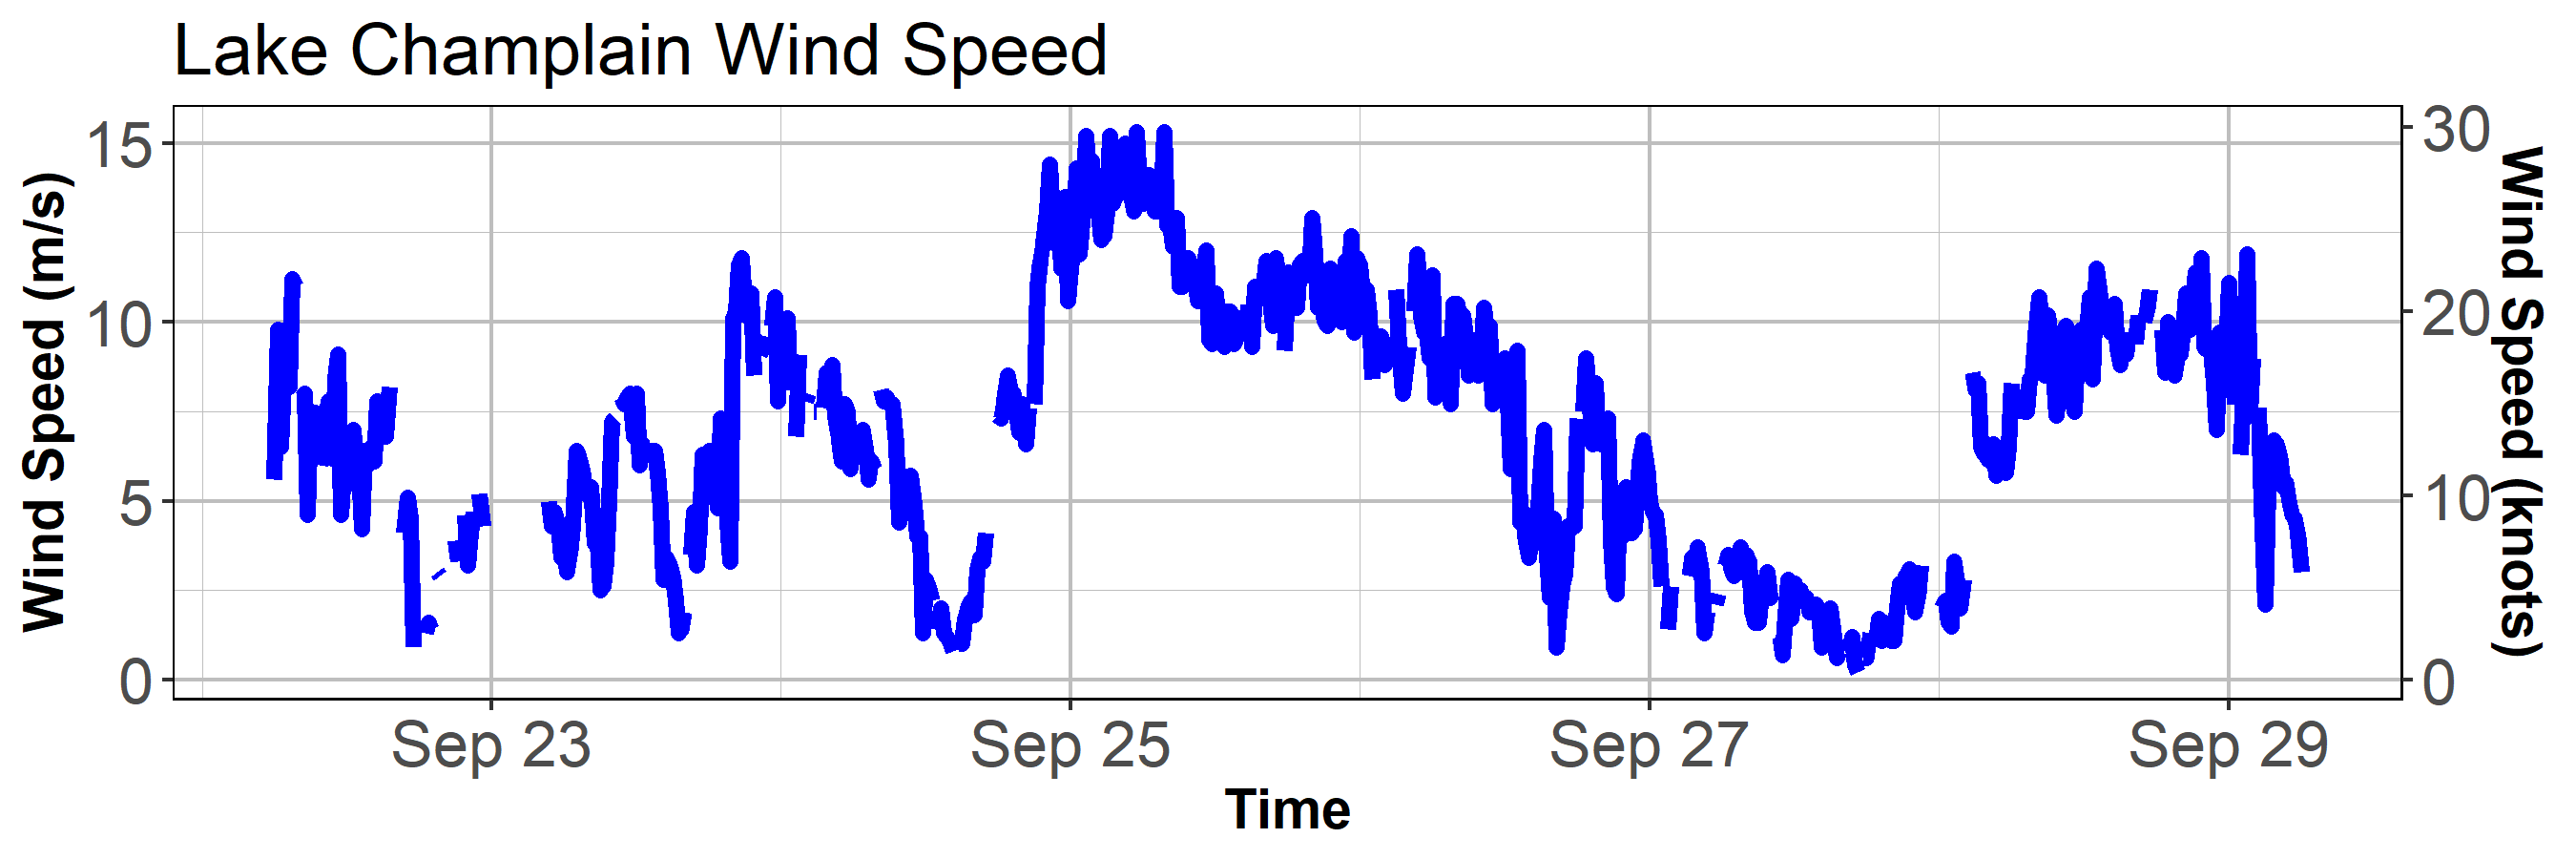 Lake Champlain Wind Speed
Wind Speed (m/s)
15
10
5
0
30
20
10
0
Wind Speed (knots)
Sep 23 Sep 25 Sep 27 Sep 29
Time